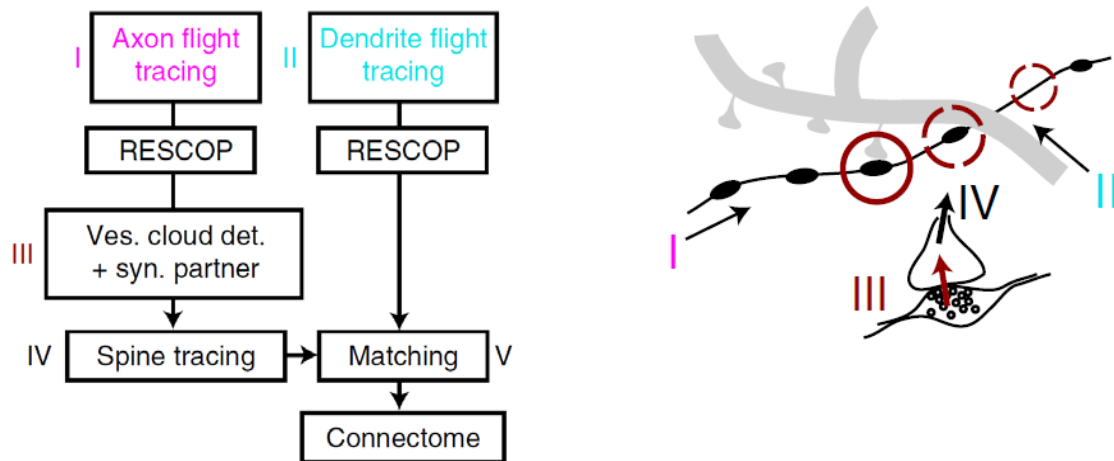 I
Axon flight
tracing
II
Dendrite flight
tracing
RESCOP
RESCOP
III
Ves. cloud det.
+ syn. partner
IV
Spine tracing
Matching
V
Connectome
I
II
IV
III